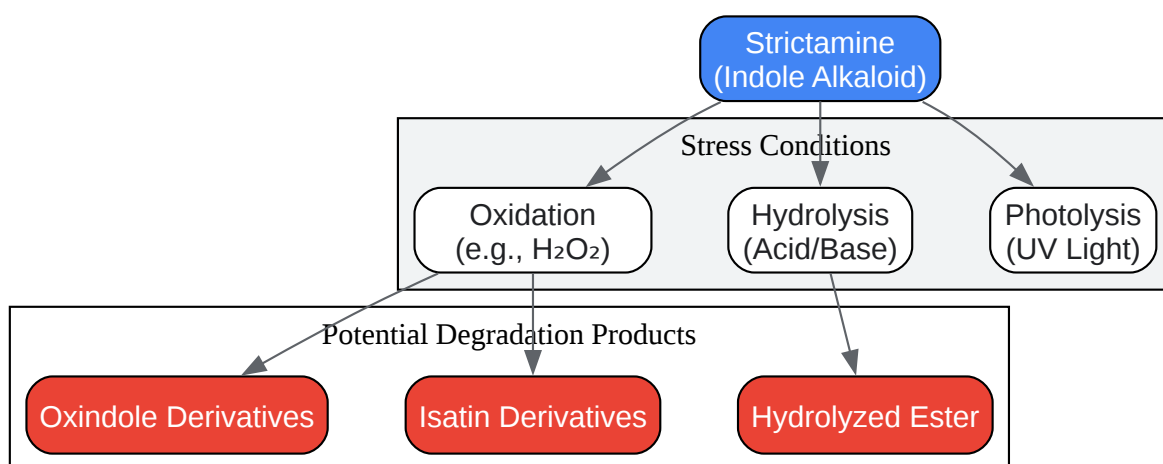 Strictamine
(Indole Alkaloid)
Stress Conditions
Oxidation
(e.g., H₂O₂)
Hydrolysis
(Acid/Base)
Photolysis
(UV Light)
Potential Degradation Products
Oxindole Derivatives
Isatin Derivatives
Hydrolyzed Ester